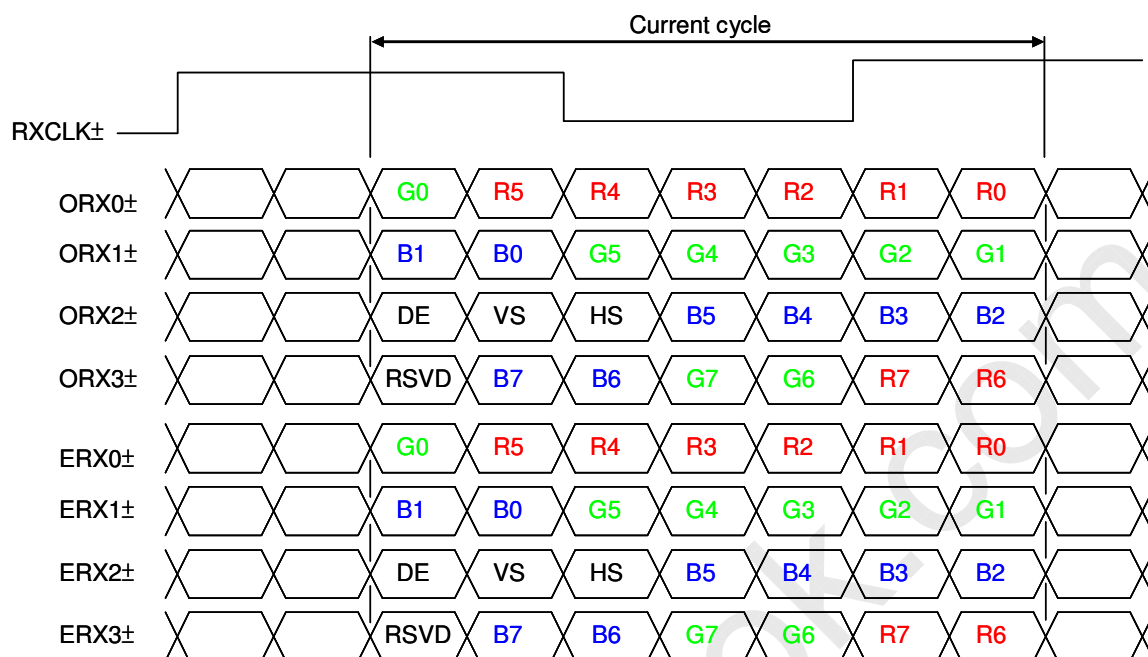 Current cycle
RXCLK±
ORX0± G0 R5 R4 R3 R2 R1 R0
ORX1± B1 B0 G5 G4 G3 G2 G1
ORX2± DE VS HS B5 B4 B3 B2
ORX3± RSVD B7 B6 G7 G6 R7 R6
ERX0± G0 R5 R4 R3 R2 R1 R0
ERX1± B1 B0 G5 G4 G3 G2 G1
ERX2± DE VS HS B5 B4 B3 B2
ERX3± RSVD B7 B6 G7 G6 R7 R6
ok.com